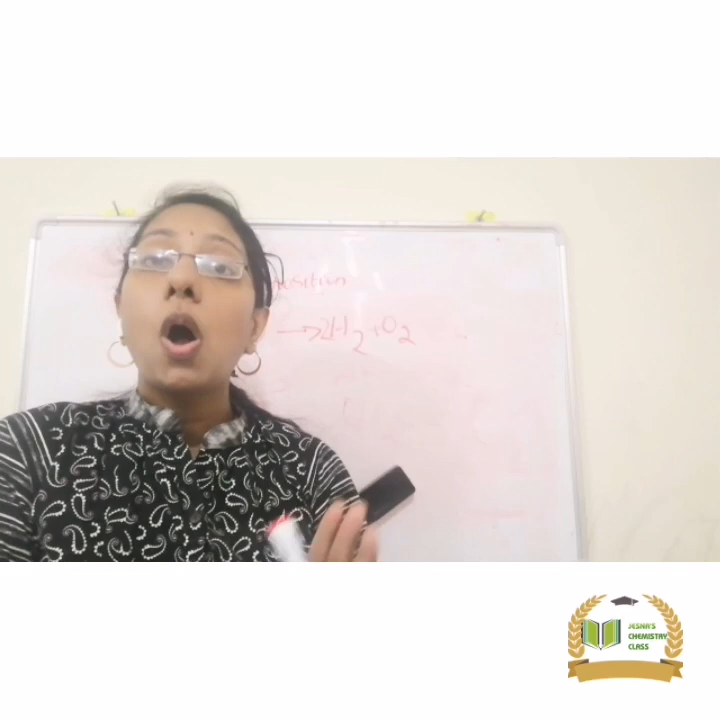 → 2H₂ + O₂
JESNA'S
CHEMISTRY
CLASS